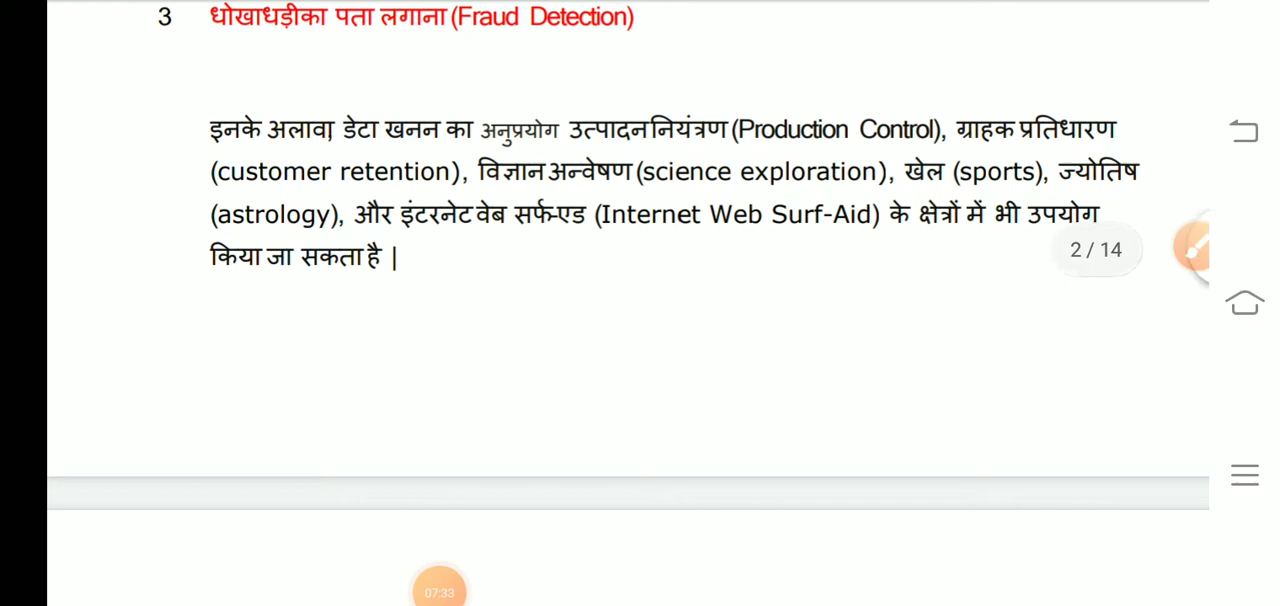 3 धोखाधड़ीका पता लगाना (Fraud Detection)
इनके अलावा, डेटा खनन का अनुप्रयोग उत्पादन नियंत्रण (Production Control), ग्राहक प्रतिधारण
(customer retention), विज्ञान अन्वेषण (science exploration), खेल (sports), ज्योतिष
(astrology), और इंटरनेट वेब सर्फ-एड (Internet Web Surf-Aid) के क्षेत्रों में भी उपयोग
किया जा सकता है |
2 / 14
07:33